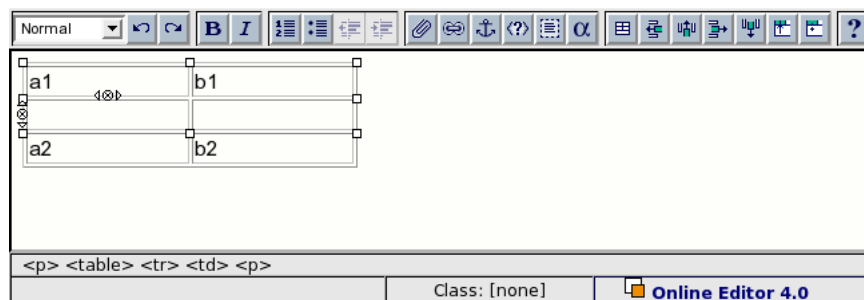 Normal B I <?> α ?
a1 b1
a2 b2
<p> <table> <tr> <td> <p>
Class: [none] Online Editor 4.0